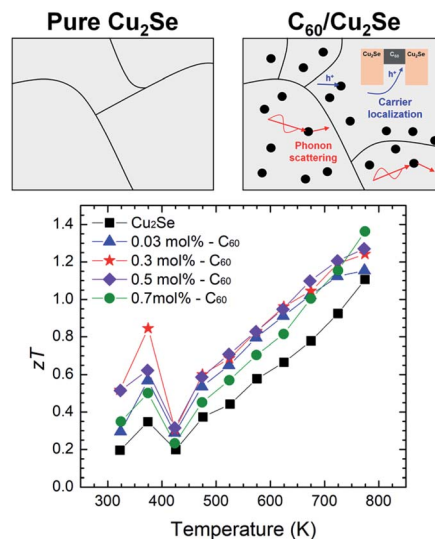 Pure Cu₂Se
C₆₀/Cu₂Se
Cu₂Se
C₆₀
Cu₂Se
h⁺
h⁺
Carrier
localization
Phonon
scattering
Cu₂Se
0.03 mol% - C₆₀
0.3 mol% - C₆₀
0.5 mol% - C₆₀
0.7mol% - C₆₀
zT
1.4
1.2
1.0
0.8
0.6
0.4
0.2
0.0
300 400 500 600 700 800
Temperature (K)